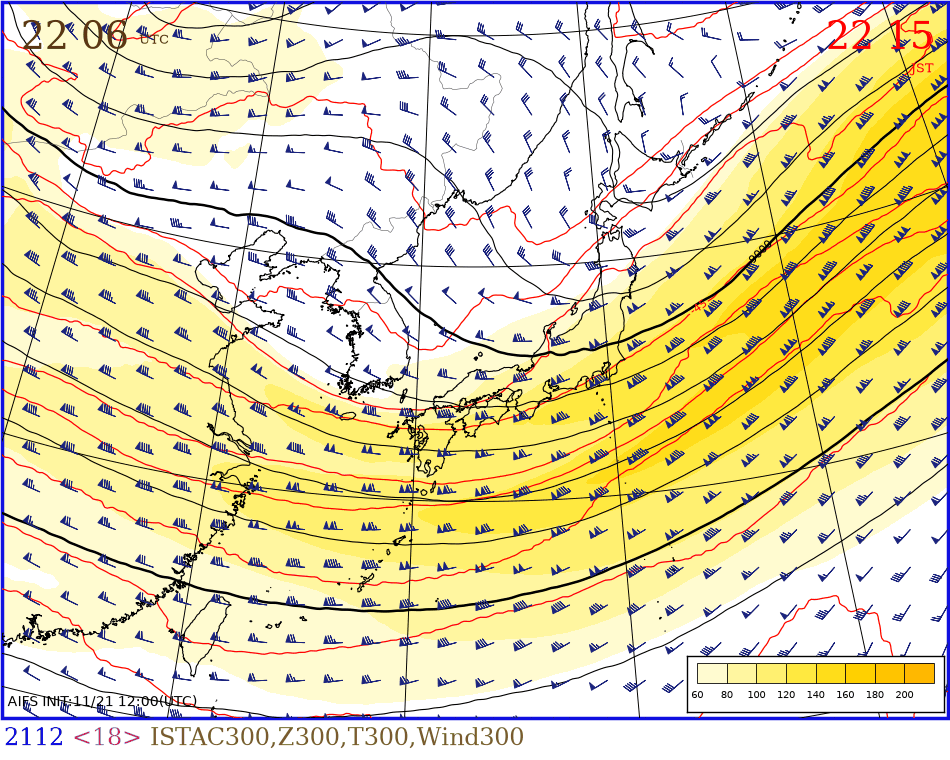 22 06 UTC
22 15
JST
9000
-45
60 80 100 120 140 160 180 200
AIFS INIT:11/21 12:00(UTC)
2112 <18> ISTAC300,Z300,T300,Wind300